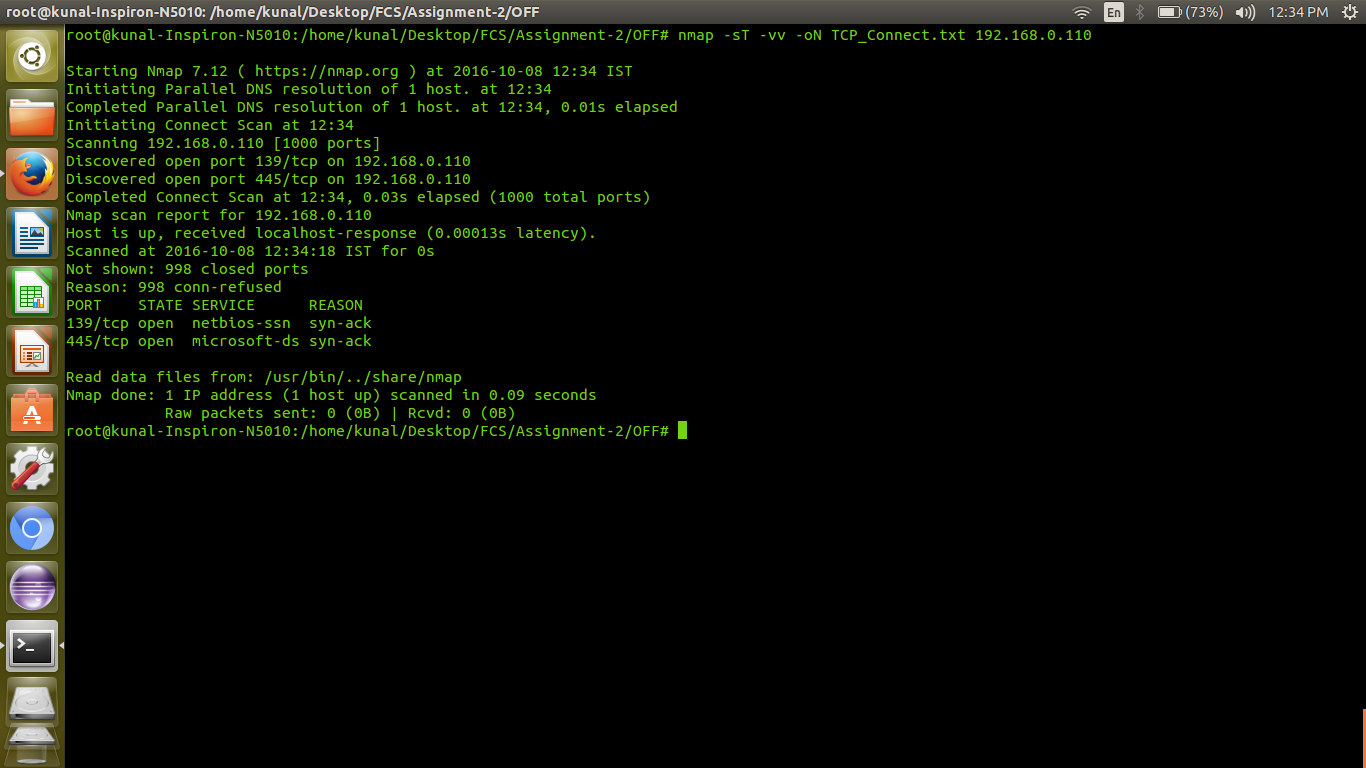 root@kunal-Inspiron-N5010: /home/kunal/Desktop/FCS/Assignment-2/OFF
En
(73%)
12:34 PM
root@kunal-Inspiron-N5010:/home/kunal/Desktop/FCS/Assignment-2/OFF# nmap -sT -vv -oN TCP_Connect.txt 192.168.0.110
Starting Nmap 7.12 ( https://nmap.org ) at 2016-10-08 12:34 IST
Initiating Parallel DNS resolution of 1 host. at 12:34
Completed Parallel DNS resolution of 1 host. at 12:34, 0.01s elapsed
Initiating Connect Scan at 12:34
Scanning 192.168.0.110 [1000 ports]
Discovered open port 139/tcp on 192.168.0.110
Discovered open port 445/tcp on 192.168.0.110
Completed Connect Scan at 12:34, 0.03s elapsed (1000 total ports)
Nmap scan report for 192.168.0.110
Host is up, received localhost-response (0.00013s latency).
Scanned at 2016-10-08 12:34:18 IST for 0s
Not shown: 998 closed ports
Reason: 998 conn-refused
PORT    STATE SERVICE      REASON
139/tcp open  netbios-ssn  syn-ack
445/tcp open  microsoft-ds syn-ack
Read data files from: /usr/bin/../share/nmap
Nmap done: 1 IP address (1 host up) scanned in 0.09 seconds
Raw packets sent: 0 (0B) | Rcvd: 0 (0B)
root@kunal-Inspiron-N5010:/home/kunal/Desktop/FCS/Assignment-2/OFF#